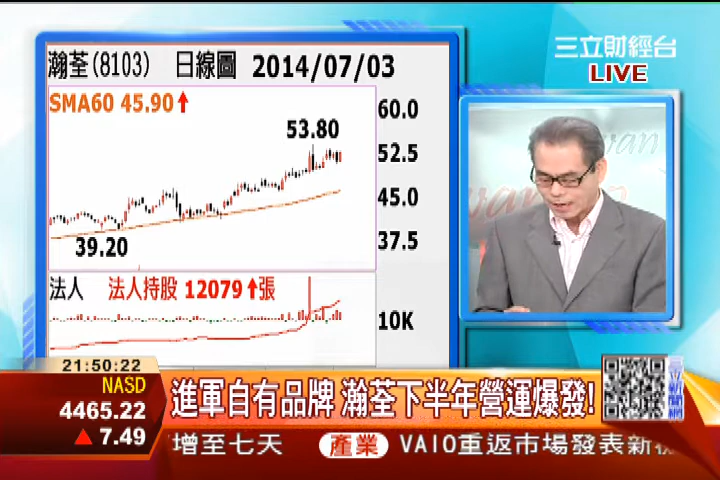 瀚荃(8103) 日線圖 2014/07/03
三立財經台
LIVE
SMA60 45.90⬆
60.0
53.80
52.5
45.0
39.20
37.5
法人 法人持股 12079⬆張
10K
21:50:22
NASD
4465.22
▲7.49
進軍自有品牌 瀚荃下半年營運爆發!
增至七天 產業 VAIO重返市場發表新